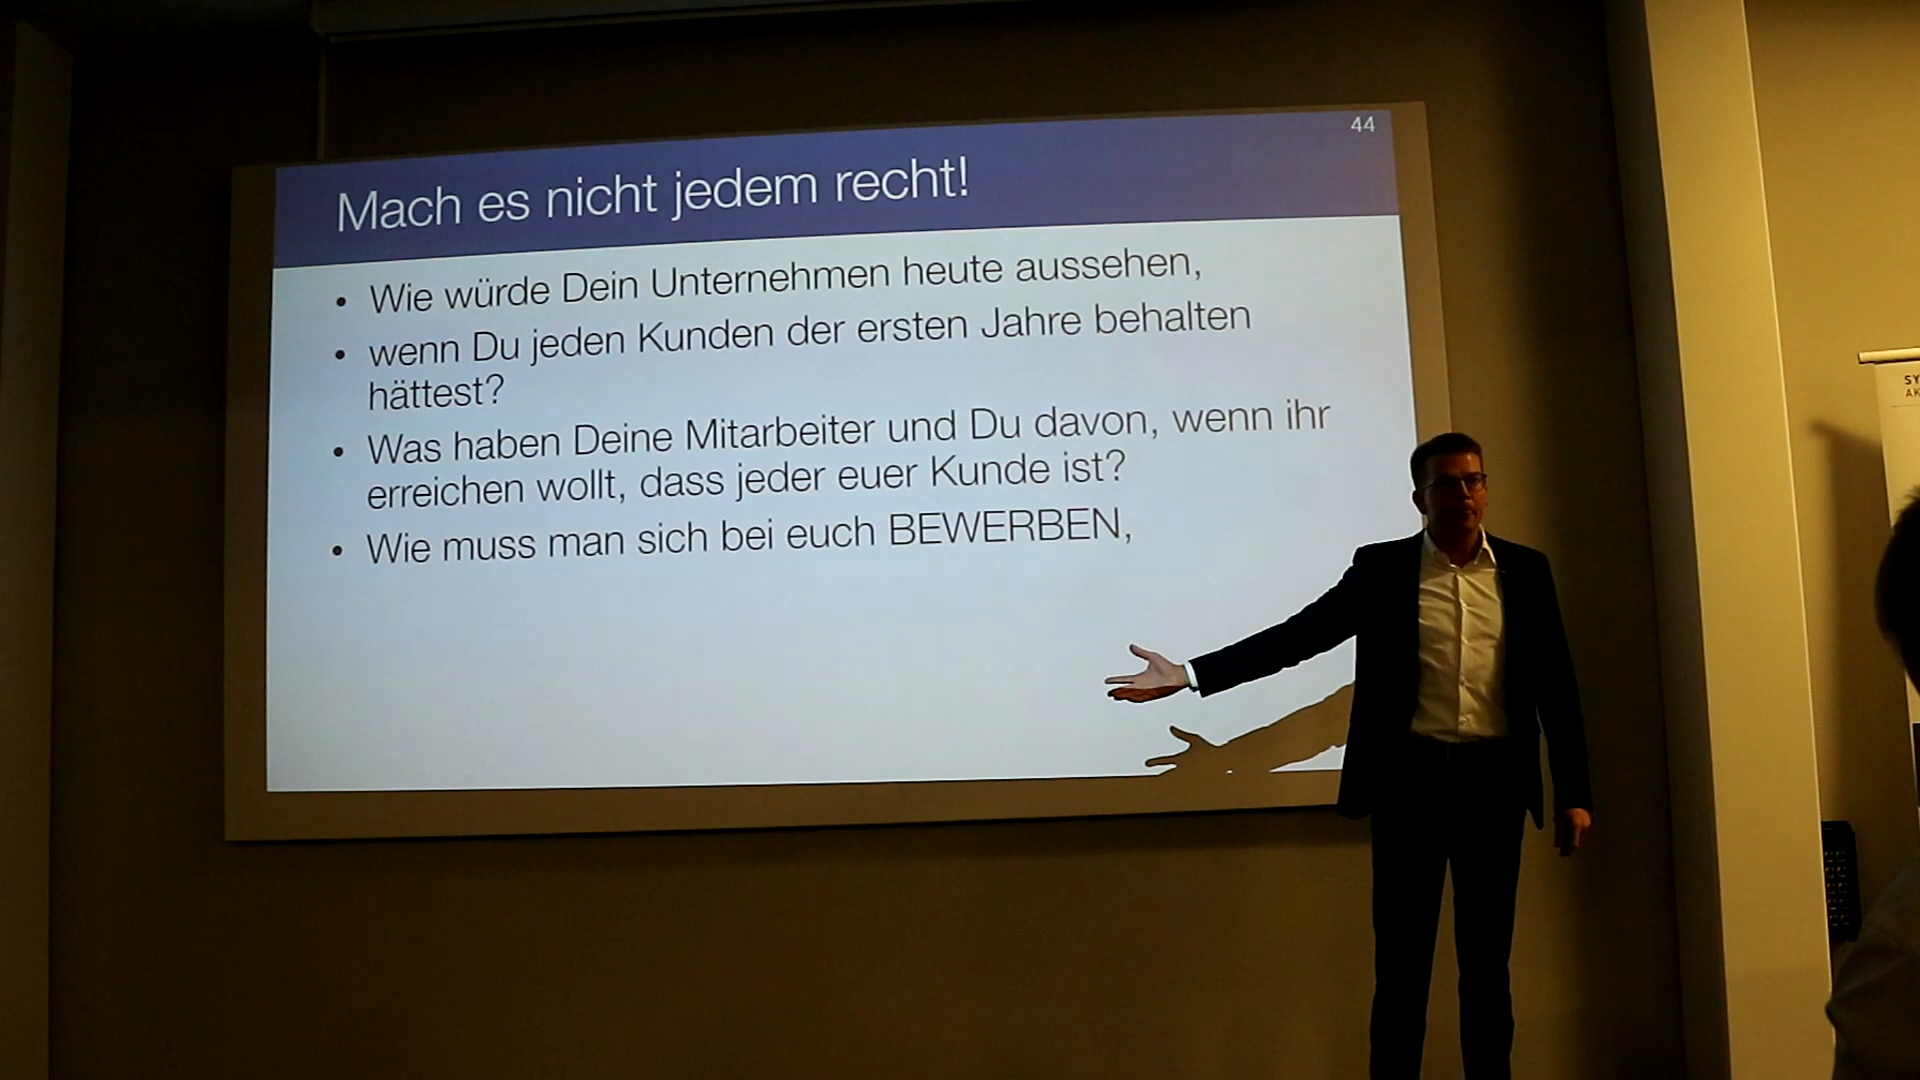 44
Mach es nicht jedem recht!
• Wie würde Dein Unternehmen heute aussehen,
• wenn Du jeden Kunden der ersten Jahre behalten
hättest?
• Was haben Deine Mitarbeiter und Du davon, wenn ihr
erreichen wollt, dass jeder euer Kunde ist?
• Wie muss man sich bei euch BEWERBEN,
SY
AK